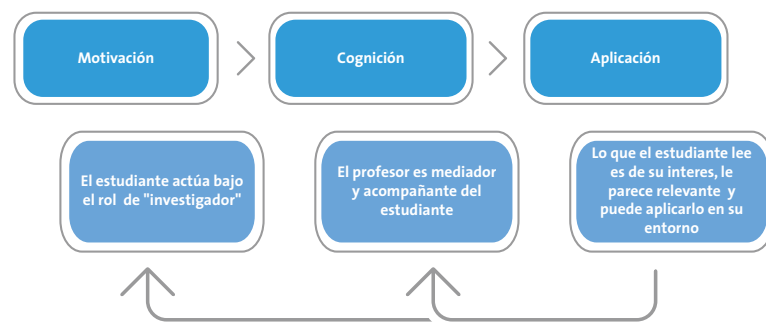 Motivación
Cognición
Aplicación
El estudiante actúa bajo
el rol de "investigador"
El profesor es mediador
y acompañante del
estudiante
Lo que el estudiante lee
es de su interes, le
parece relevante y
puede aplicarlo en su
entorno